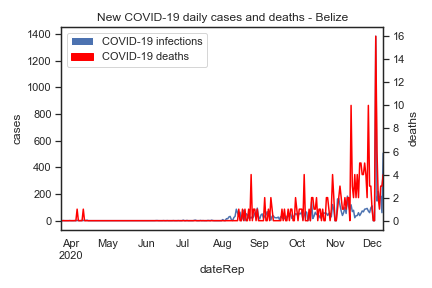 New COVID-19 daily cases and deaths - Belize
COVID-19 infections
COVID-19 deaths
1400
1200
1000
800
600
400
200
0
cases
16
14
12
10
8
6
4
2
0
deaths
Apr May Jun Jul Aug Sep Oct Nov Dec
2020
dateRep